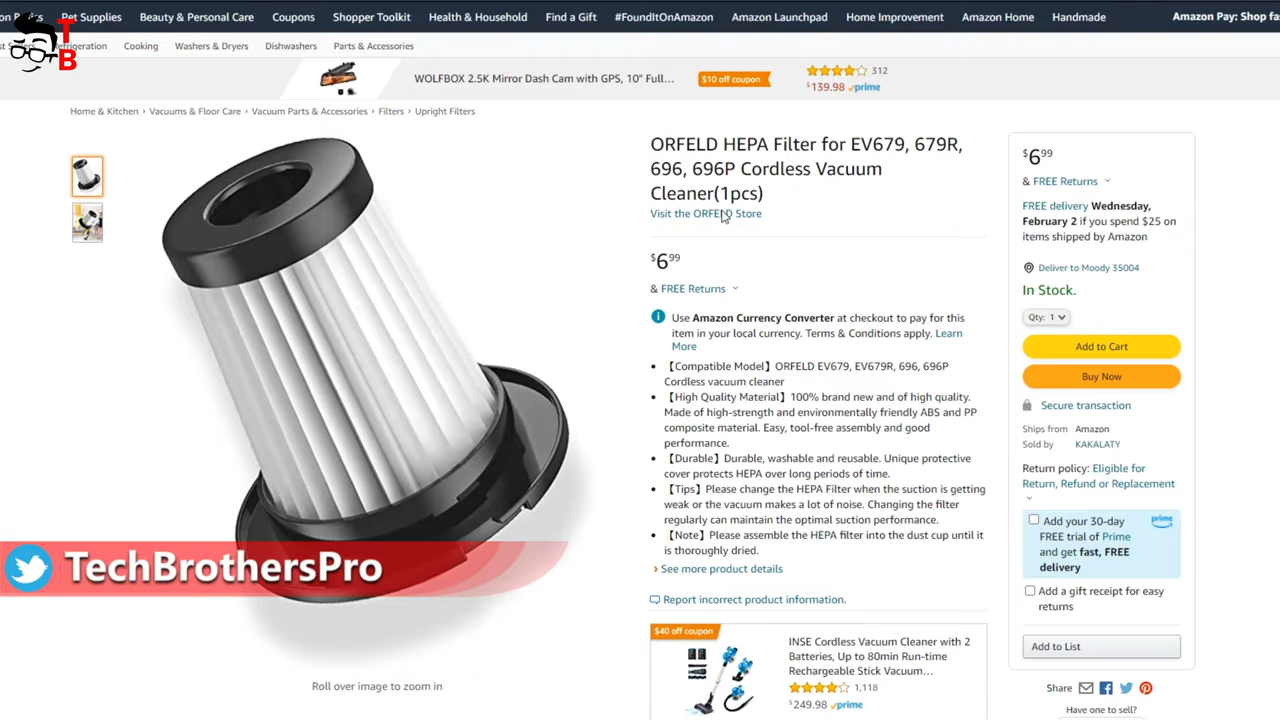 Pet Supplies Beauty & Personal Care Coupons Shopper Toolkit Health & Household Find a Gift #FoundItOnAmazon Amazon Launchpad Home Improvement Amazon Home Handmade Amazon Pay: Shop fa
TB
Cooking Washers & Dryers Dishwashers Parts & Accessories
WOLFBOX 2.5K Mirror Dash Cam with GPS, 10" Full... $10 off coupon 312
$139.98 prime
Home & Kitchen › Vacuums & Floor Care › Vacuum Parts & Accessories › Filters › Upright Filters
ORFELD HEPA Filter for EV679, 679R,
696, 696P Cordless Vacuum
Cleaner(1pcs)
Visit the ORFELD Store
$6 99
& FREE Returns
Use Amazon Currency Converter at checkout to pay for this
item in your local currency. Terms & Conditions apply. Learn
More
• 【Compatible Model】ORFELD EV679, EV679R, 696, 696P
Cordless vacuum cleaner
• 【High Quality Material】100% brand new and of high quality.
Made of high-strength and environmentally friendly ABS and PP
composite material. Easy, tool-free assembly and good
performance.
• 【Durable】Durable, washable and reusable. Unique protective
cover protects HEPA over long periods of time.
• 【Tips】Please change the HEPA Filter when the suction is getting
weak or the vacuum makes a lot of noise. Changing the filter
regularly can maintain the optimal suction performance.
• 【Note】Please assemble the HEPA filter into the dust cup until it
is thoroughly dried.
› See more product details
Report incorrect product information.
$40 off coupon
INSE Cordless Vacuum Cleaner with 2
Batteries, Up to 80min Run-time
Rechargeable Stick Vacuum...
1,118
$249.98 prime
$6 99
& FREE Returns
FREE delivery Wednesday,
February 2 if you spend $25 on
items shipped by Amazon
Deliver to Moody 35004
In Stock.
Qty: 1
Add to Cart
Buy Now
Secure transaction
Ships from Amazon
Sold by KAKALATY
Return policy: Eligible for
Return, Refund or Replacement
Add your 30-day
FREE trial of Prime
and get fast, FREE
delivery
prime
Add a gift receipt for easy
returns
Add to List
Share
Have one to sell?
TechBrothersPro
Roll over image to zoom in